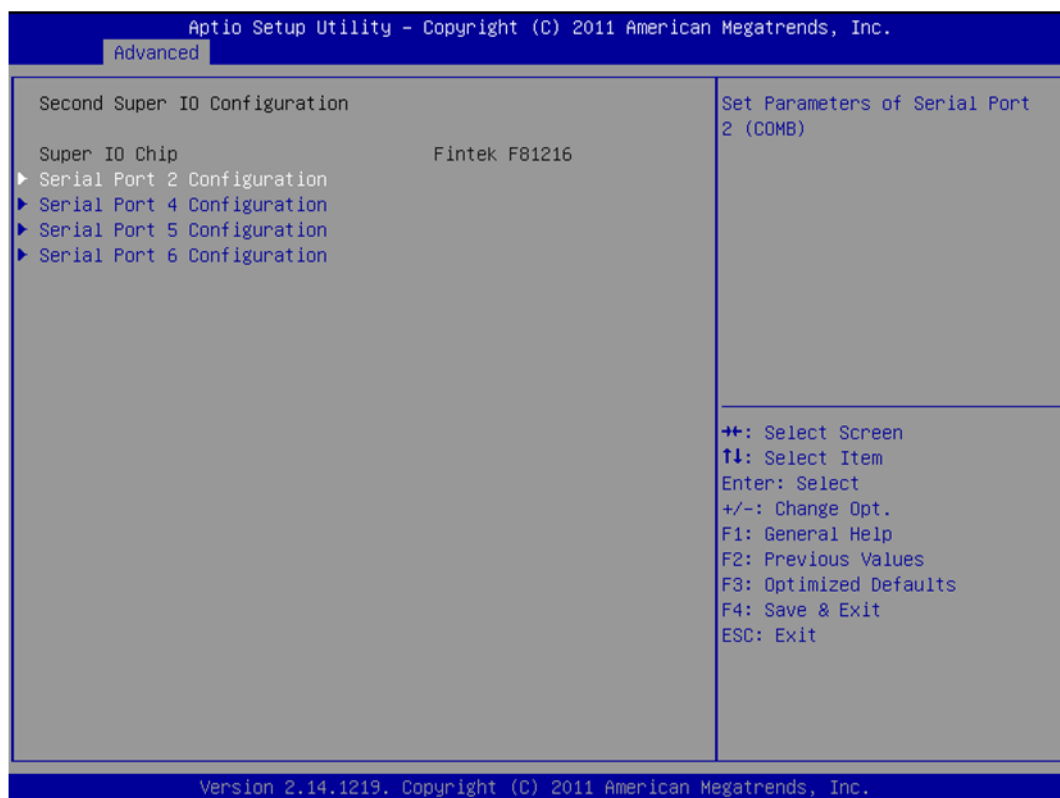 Aptio Setup Utility – Copyright (C) 2011 American Megatrends, Inc.
Advanced
Second Super IO Configuration
Super IO Chip Fintek F81216
▶ Serial Port 2 Configuration
▶ Serial Port 4 Configuration
▶ Serial Port 5 Configuration
▶ Serial Port 6 Configuration
Set Parameters of Serial Port
2 (COMB)
→←: Select Screen
↑↓: Select Item
Enter: Select
+/-: Change Opt.
F1: General Help
F2: Previous Values
F3: Optimized Defaults
F4: Save & Exit
ESC: Exit
Version 2.14.1219. Copyright (C) 2011 American Megatrends, Inc.